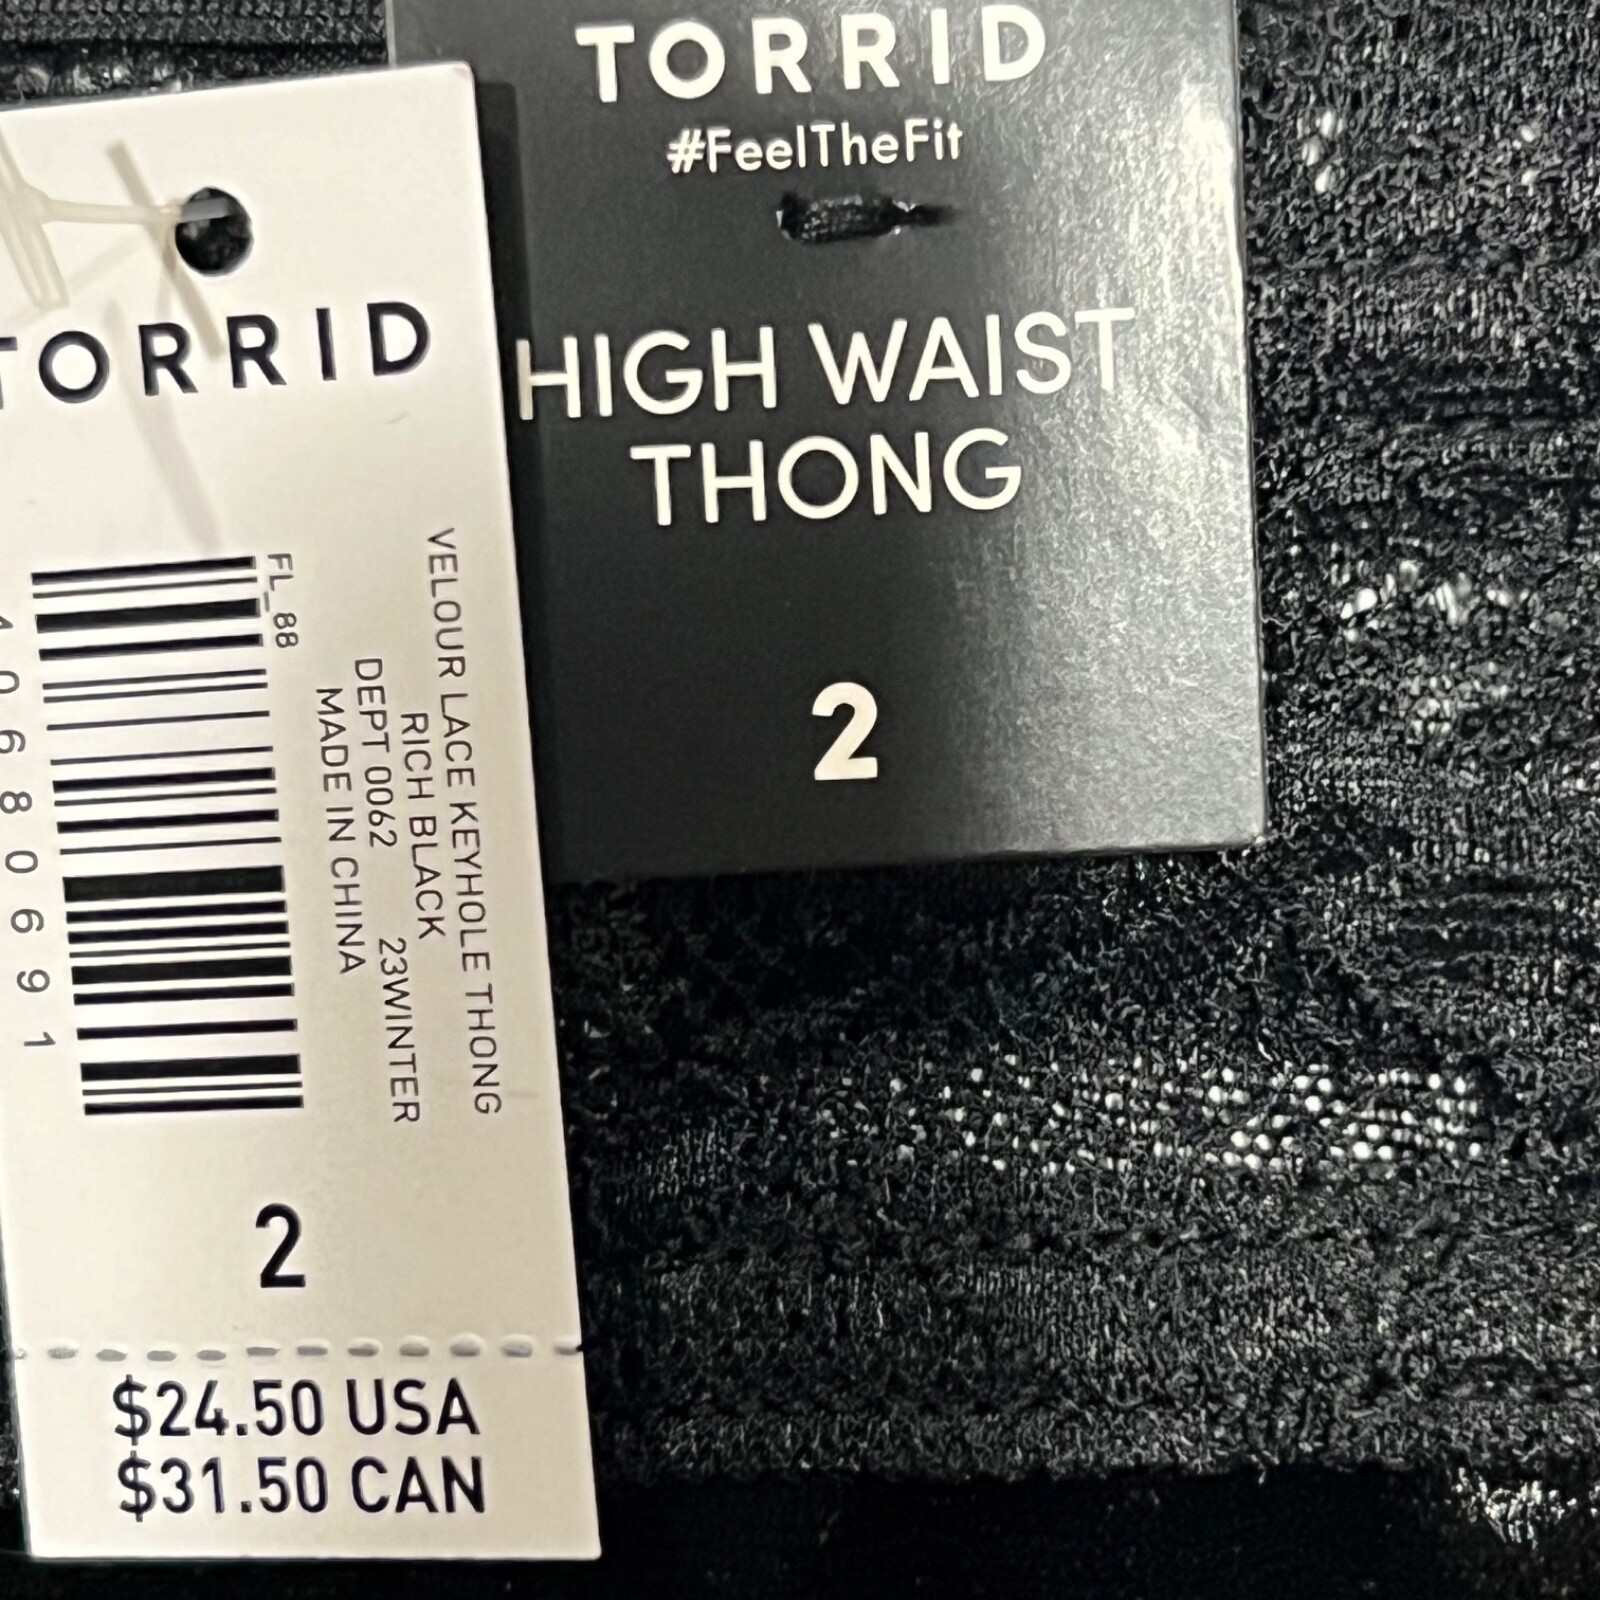 TORRID
#FeelTheFit
HIGH WAIST
THONG
2
TORRID
FL_88
VELOUR LACE KEYHOLE THONG
RICH BLACK
DEPT 0062 23WINTER
MADE IN CHINA
40680691
2
$24.50 USA
$31.50 CAN